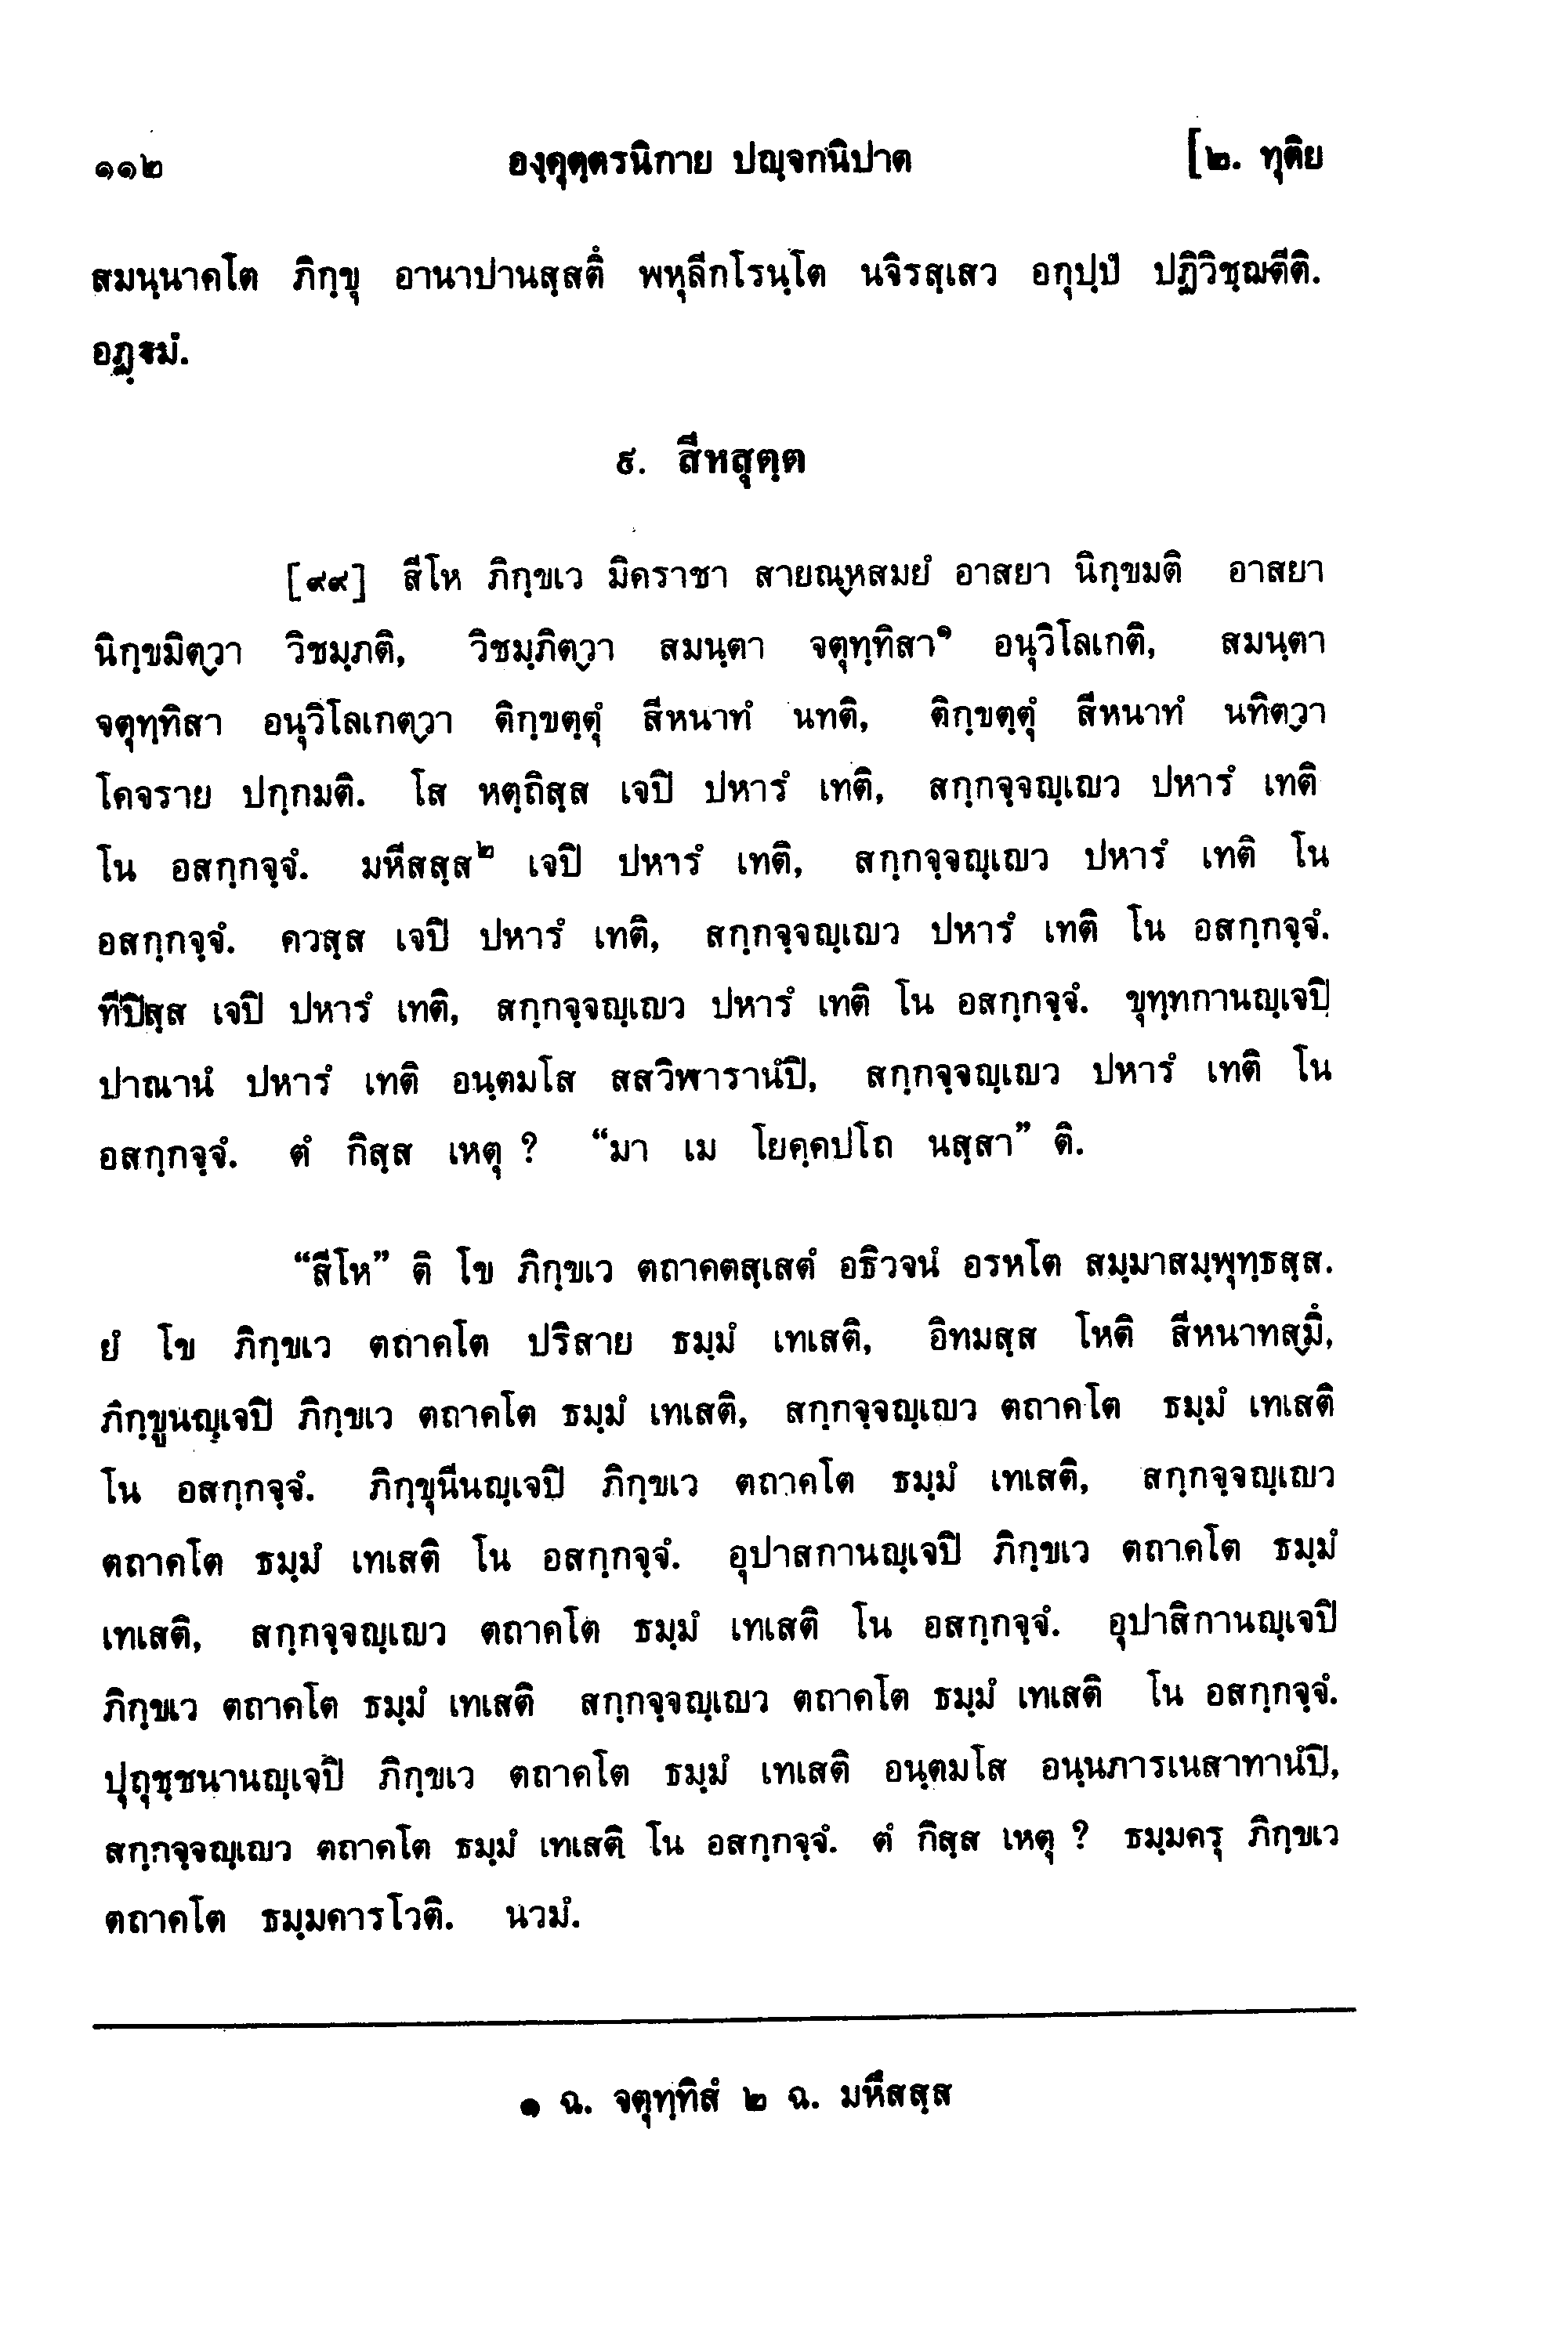 ๑๑๒ องฺคุตฺตรนิกาย ปญฺจกนิปาต [๒. ทุติย
สมนฺนาคโต ภิกฺขุ อานาปานสฺสตึ พหุลีกโรนฺโต นจิรสฺเสว อกุปฺปํ ปฏิวิชฺฌตีติ.
อฏฺฐมํ.
๙. สีหสุตฺต
[๙๙] สีโห ภิกฺขเว มิคราชา สายณฺหสมยํ อาสยา นิกฺขมติ อาสยา
นิกฺขมิตฺวา วิชมฺภติ, วิชมฺภิตฺวา สมนฺตา จตุทฺทิสา๑ อนุวิโลเกติ, สมนฺตา
จตุทฺทิสา อนุวิโลเกตฺวา ติกฺขตฺตุํ สีหนาทํ นทติ, ติกฺขตฺตุํ สีหนาทํ นทิตฺวา
โคจราย ปกฺกมติ. โส หตฺถิสฺส เจปิ ปหารํ เทติ, สกฺกจฺจญฺเญว ปหารํ เทติ
โน อสกฺกจฺจํ. มหีสสฺส๒ เจปิ ปหารํ เทติ, สกฺกจฺจญฺเญว ปหารํ เทติ โน
อสกฺกจฺจํ. ควสฺส เจปิ ปหารํ เทติ, สกฺกจฺจญฺเญว ปหารํ เทติ โน อสกฺกจฺจํ.
ทีปิสฺส เจปิ ปหารํ เทติ, สกฺกจฺจญฺเญว ปหารํ เทติ โน อสกฺกจฺจํ. ขุทฺทกานญฺเจปิ
ปาณานํ ปหารํ เทติ อนฺตมโส สสวิฬารานํปิ, สกฺกจฺจญฺเญว ปหารํ เทติ โน
อสกฺกจฺจํ. ตํ กิสฺส เหตุ ? “มา เม โยคฺคปโถ นสฺสา” ติ.
“สีโห” ติ โข ภิกฺขเว ตถาคตสฺเสตํ อธิวจนํ อรหโต สมฺมาสมฺพุทฺธสฺส.
ยํ โข ภิกฺขเว ตถาคโต ปริสาย ธมฺมํ เทเสติ, อิทมสฺส โหติ สีหนาทสฺมึ,
ภิกฺขูนญฺเจปิ ภิกฺขเว ตถาคโต ธมฺมํ เทเสติ, สกฺกจฺจญฺเญว ตถาคโต ธมฺมํ เทเสติ
โน อสกฺกจฺจํ. ภิกฺขุนีนญฺเจปิ ภิกฺขเว ตถาคโต ธมฺมํ เทเสติ, สกฺกจฺจญฺเญว
ตถาคโต ธมฺมํ เทเสติ โน อสกฺกจฺจํ. อุปาสกานญฺเจปิ ภิกฺขเว ตถาคโต ธมฺมํ
เทเสติ, สกฺกจฺจญฺเญว ตถาคโต ธมฺมํ เทเสติ โน อสกฺกจฺจํ. อุปาสิกานญฺเจปิ
ภิกฺขเว ตถาคโต ธมฺมํ เทเสติ สกฺกจฺจญฺเญว ตถาคโต ธมฺมํ เทเสติ โน อสกฺกจฺจํ.
ปุถุชฺชนานญฺเจปิ ภิกฺขเว ตถาคโต ธมฺมํ เทเสติ อนฺตมโส อนฺนภารเนสาทานํปิ,
สกฺกจฺจญฺเญว ตถาคโต ธมฺมํ เทเสติ โน อสกฺกจฺจํ. ตํ กิสฺส เหตุ ? ธมฺมครุ ภิกฺขเว
ตถาคโต ธมฺมคารโวติ. นวมํ.
๑ ฉ. จตุทฺทิสํ ๒ ฉ. มหึสสฺส